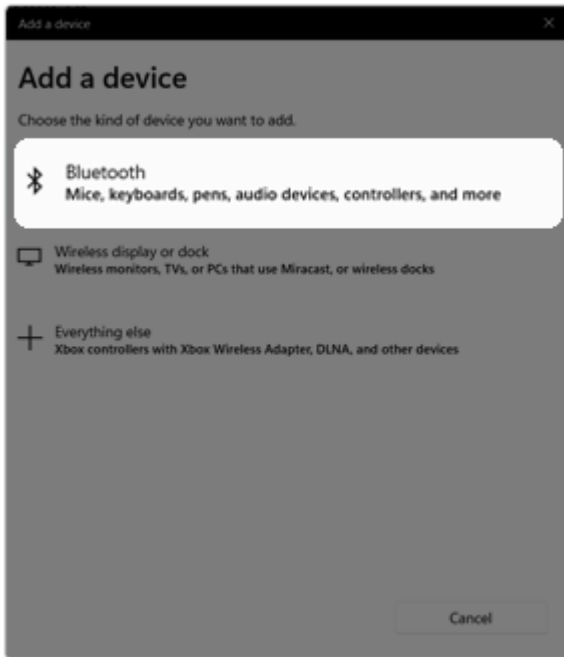 Add a device
Add a device
Choose the kind of device you want to add.
Bluetooth
Mice, keyboards, pens, audio devices, controllers, and more
Wireless display or dock
Wireless monitors, TVs, or PCs that use Miracast, or wireless docks
Everything else
Xbox controllers with Xbox Wireless Adapter, DLNA, and other devices
Cancel